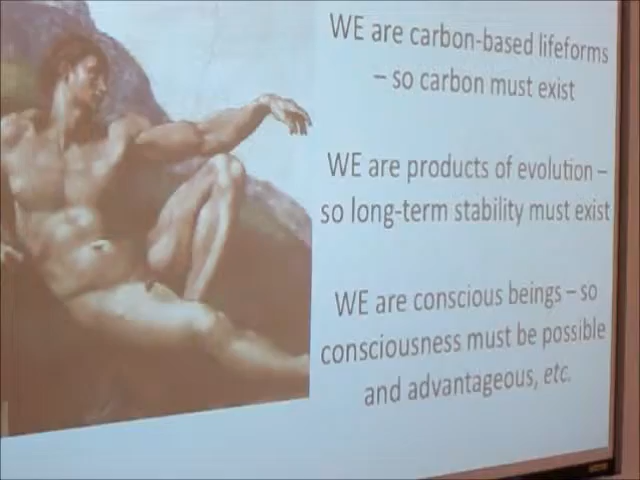 WE are carbon-based lifeforms
– so carbon must exist
WE are products of evolution –
so long-term stability must exist
WE are conscious beings – so
consciousness must be possible
and advantageous, etc.